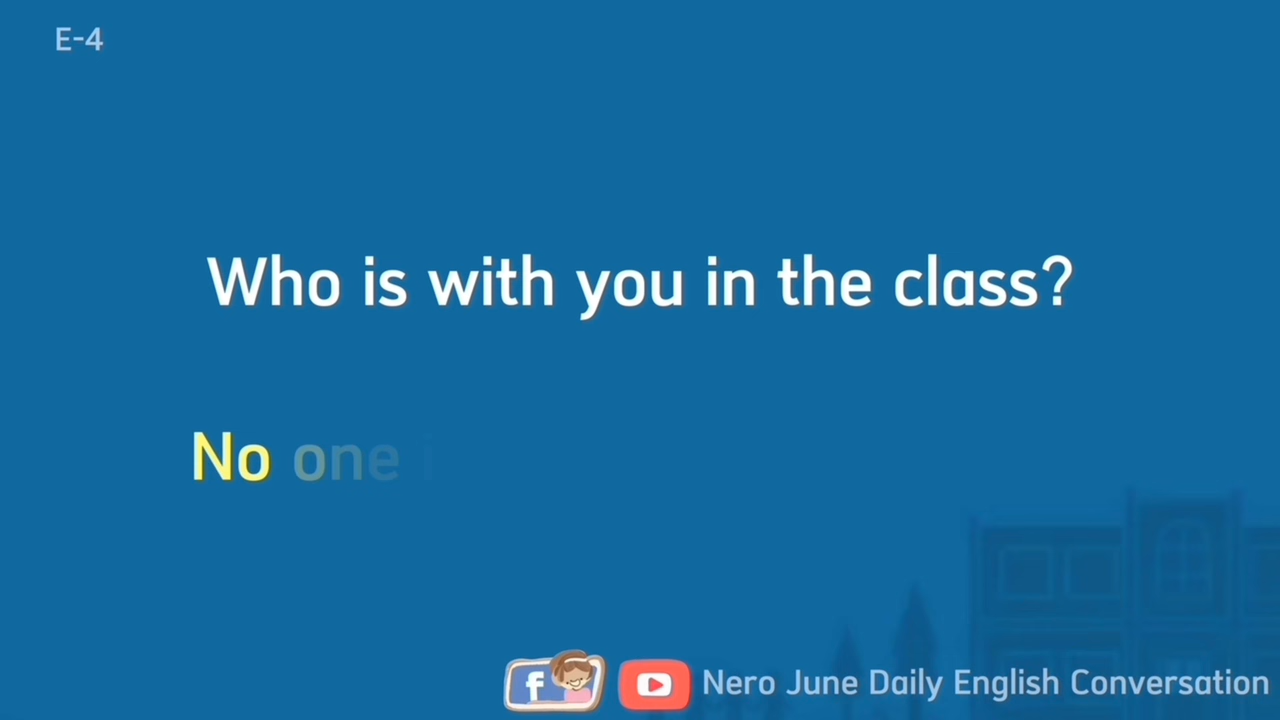 E-4
Who is with you in the class?
No one i
f
Nero June Daily English Conversation